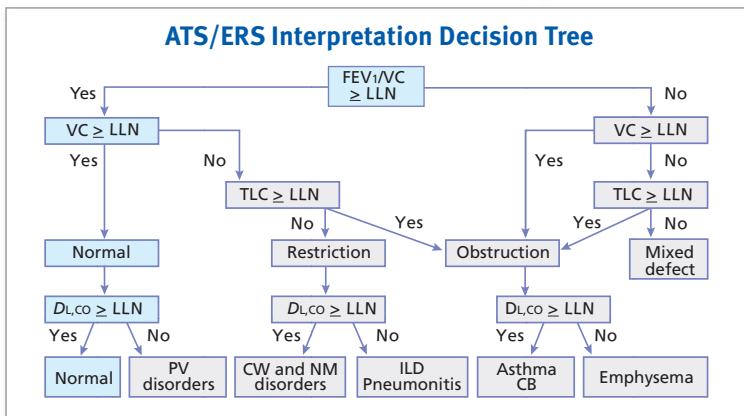 ATS/ERS Interpretation Decision Tree
FEV1/VC
≥ LLN
Yes
No
VC ≥ LLN
VC ≥ LLN
Yes
No
Yes
No
TLC ≥ LLN
TLC ≥ LLN
No
Yes
Yes
No
Normal
Restriction
Obstruction
Mixed
defect
DL,CO ≥ LLN
DL,CO ≥ LLN
DL,CO ≥ LLN
Yes
No
Yes
No
Yes
No
Normal
PV
disorders
CW and NM
disorders
ILD
Pneumonitis
Asthma
CB
Emphysema